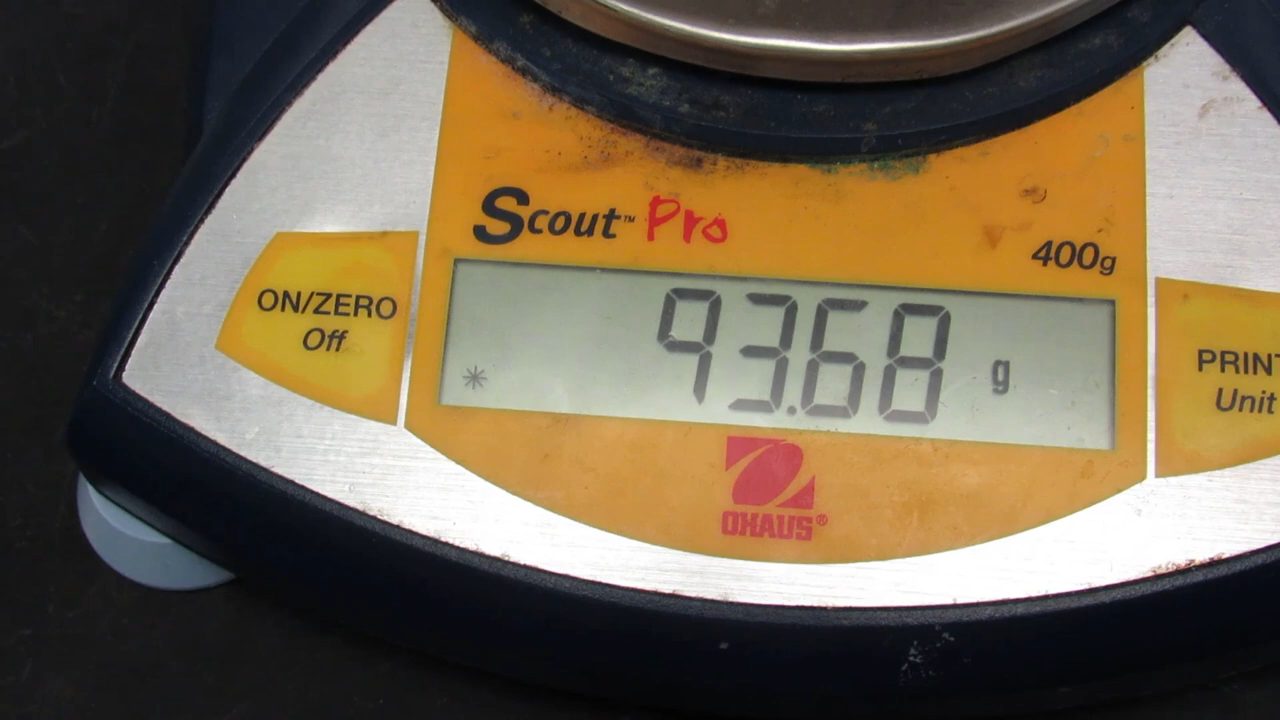 Scout™ Pro
400g
ON/ZERO
Off
93.68 g
*
PRINT
Unit
OHAUS®